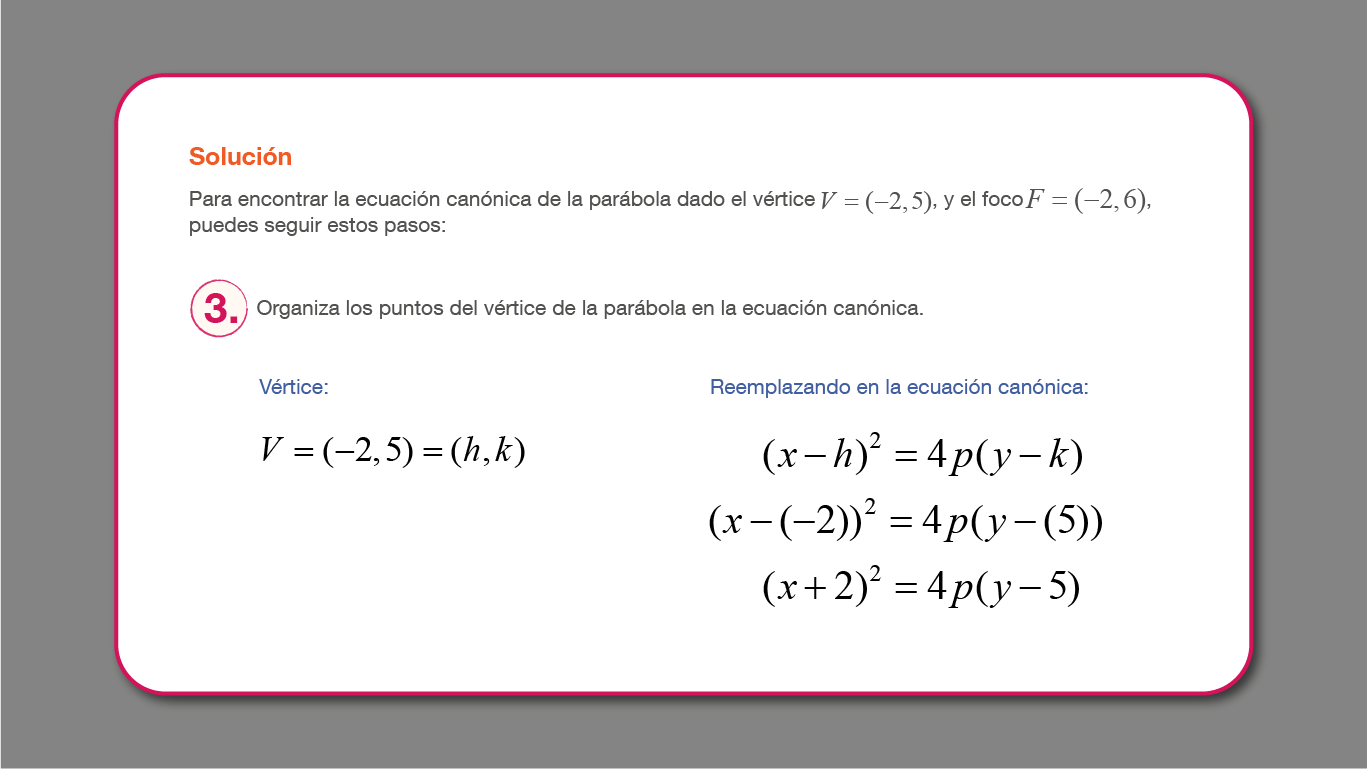 Solución
Para encontrar la ecuación canónica de la parábola dado el vértice V = (−2, 5), y el foco F = (−2, 6),
puedes seguir estos pasos:
3. Organiza los puntos del vértice de la parábola en la ecuación canónica.
Vértice: Reemplazando en la ecuación canónica:
V = (−2, 5) = (h, k) (x − h)² = 4p(y − k)
(x − (−2))² = 4p(y − (5))
(x + 2)² = 4p(y − 5)